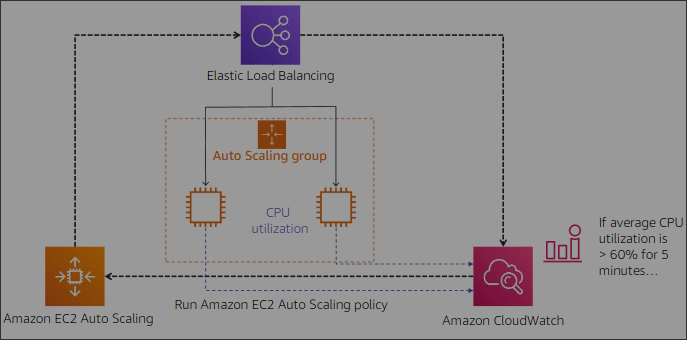 Elastic Load Balancing
Auto Scaling group
CPU
utilization
If average CPU
utilization is
> 60% for 5
minutes...
Run Amazon EC2 Auto Scaling policy
Amazon EC2 Auto Scaling
Amazon CloudWatch